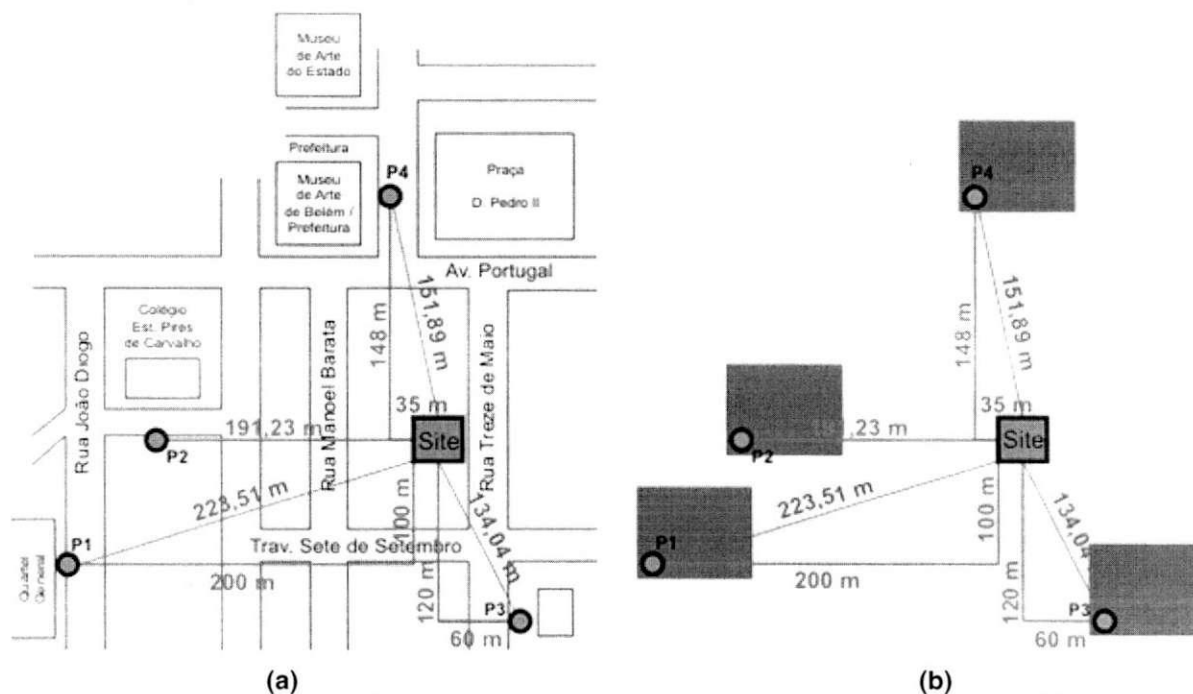 Museu
de Arte
do Estado
Prefeitura
Museu
de Arte
de Belém /
Prefeitura
P4
Praça
D. Pedro II
Av. Portugal
Colégio
Est. Pires
de Carvalho
Rua João Diogo
Rua Manoel Barata
Rua Treze de Maio
148 m
151,89 m
35 m
191,23 m
Site
P2
223,51 m
100 m
134,04 m
Trav. Sete de Setembro
P1
200 m
120 m
P3
60 m
Quartel
(a)
P4
148 m
151,89 m
35 m
,23 m
Site
P2
223,51 m
100 m
134,04
P1
200 m
120 m
P3
60 m
(b)